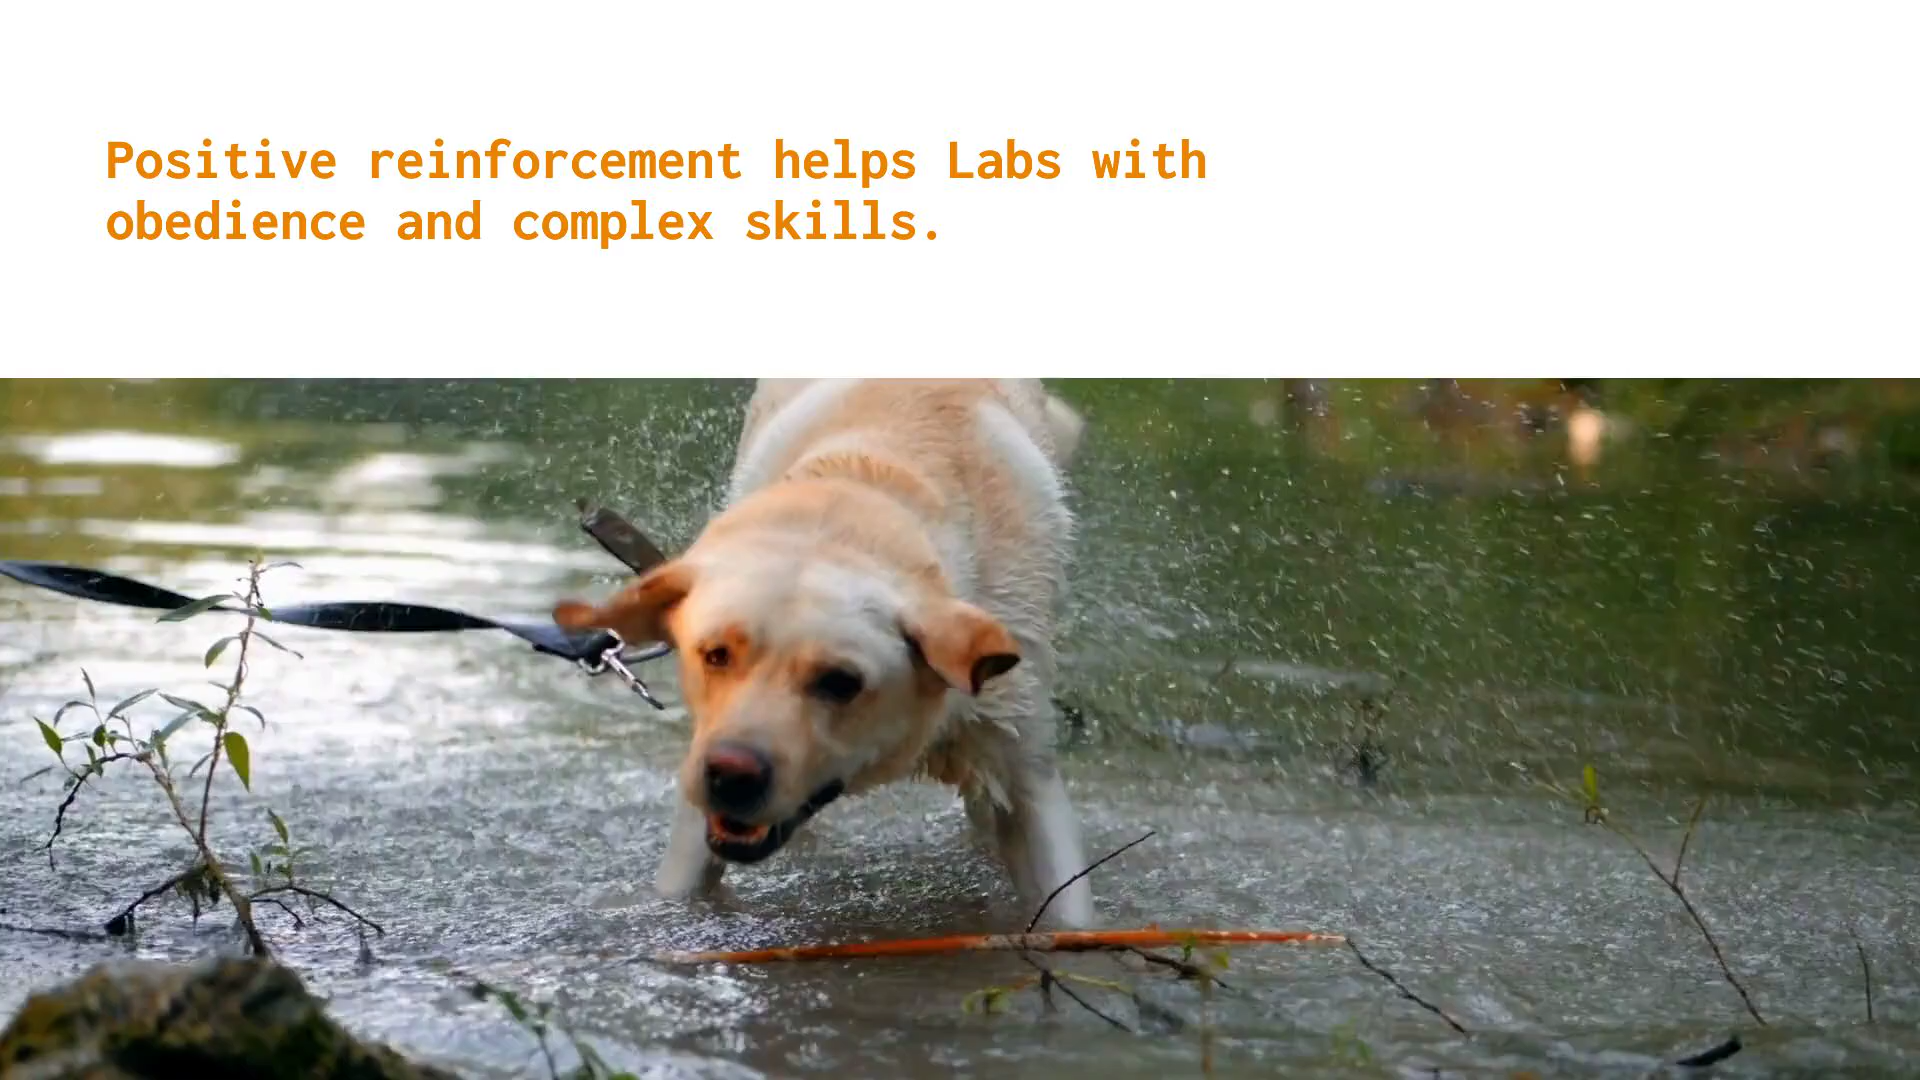 Positive reinforcement helps Labs with
obedience and complex skills.